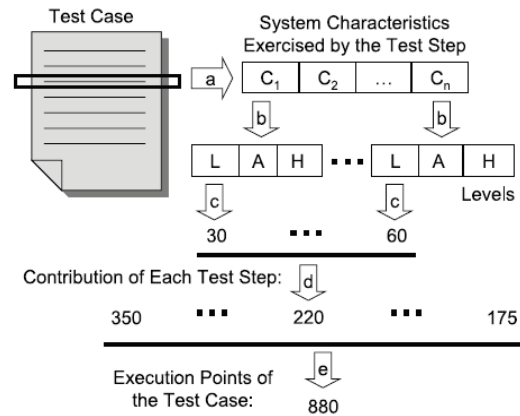 Test Case
System Characteristics
Exercised by the Test Step
a
C1 C2 ... Cn
b b
L A H ... L A H
Levels
c c
30 ... 60
Contribution of Each Test Step: d
350 ... 220 ... 175
e
Execution Points of
the Test Case: 880